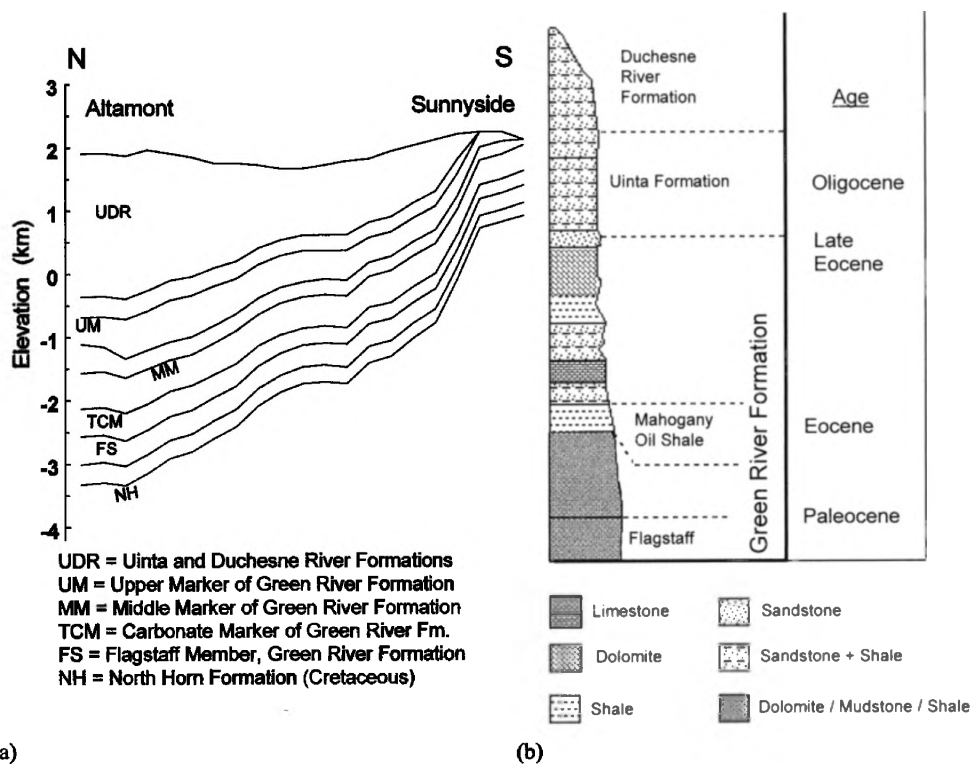 N
S
Altamont
Sunnyside
Elevation (km)
3
2
1
0
-1
-2
-3
-4
UDR
UM
MM
TCM
FS
NH
UDR = Uinta and Duchesne River Formations
UM = Upper Marker of Green River Formation
MM = Middle Marker of Green River Formation
TCM = Carbonate Marker of Green River Fm.
FS = Flagstaff Member, Green River Formation
NH = North Horn Formation (Cretaceous)
a)
Duchesne
River
Formation
Age
Uinta Formation
Oligocene
Late
Eocene
Green River Formation
Mahogany
Oil Shale
Eocene
Paleocene
Flagstaff
Limestone
Sandstone
Dolomite
Sandstone + Shale
Shale
Dolomite / Mudstone / Shale
(b)